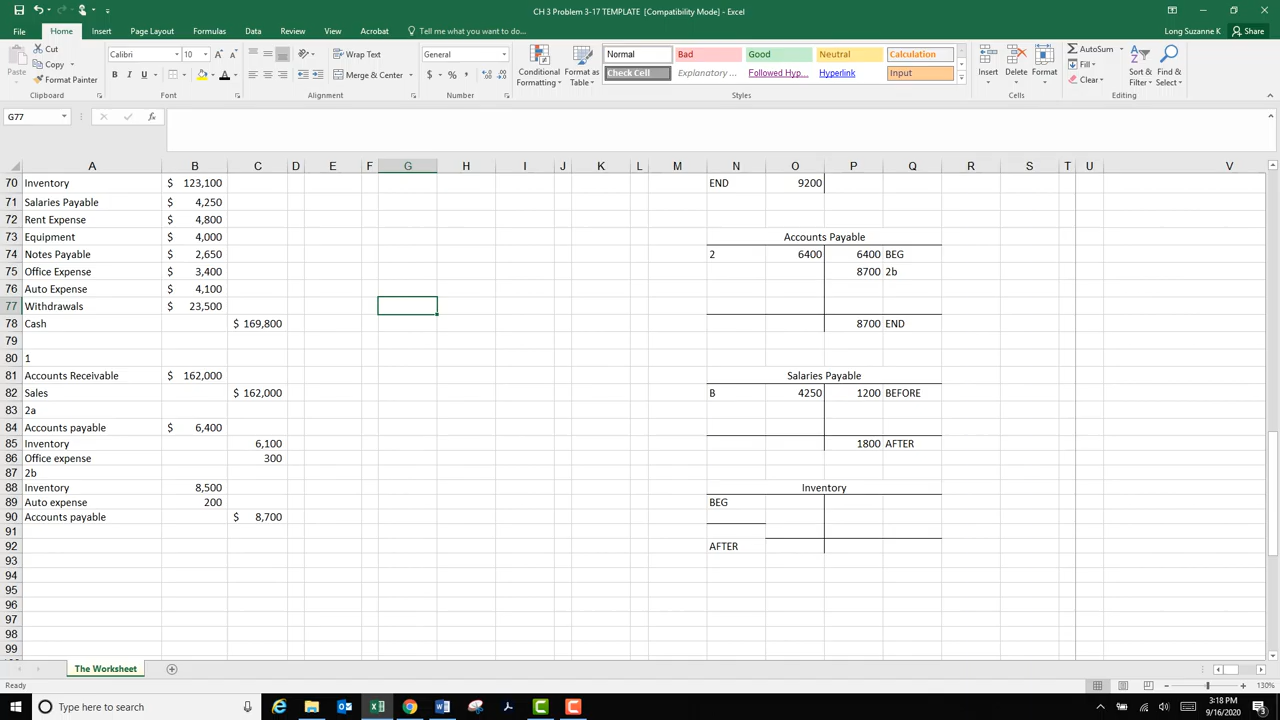 CH 3 Problem 3-17 TEMPLATE [Compatibility Mode] - Excel
File Home Insert Page Layout Formulas Data Review View Acrobat Tell me what you want to do... Long Suzanne K Share
Cut
Copy
Format Painter
Paste
Clipboard
Calibri 10
B I U
Font
Wrap Text
Merge & Center
Alignment
General
$ % ,
Number
Conditional Formatting
Format as Table
Normal Bad Good Neutral Calculation
Check Cell Explanatory ... Followed Hyp... Hyperlink Input
Styles
Insert Delete Format
Cells
AutoSum
Fill
Clear
Sort & Filter
Find & Select
Editing
G77 fx
A B C D E F G H I J K L M N O P Q R S T U V
70 Inventory $ 123,100 END 9200
71 Salaries Payable $ 4,250
72 Rent Expense $ 4,800
73 Equipment $ 4,000 Accounts Payable
74 Notes Payable $ 2,650 2 6400 6400 BEG
75 Office Expense $ 3,400 8700 2b
76 Auto Expense $ 4,100
77 Withdrawals $ 23,500
78 Cash $ 169,800 8700 END
79
80 1
81 Accounts Receivable $ 162,000 Salaries Payable
82 Sales $ 162,000 B 4250 1200 BEFORE
83 2a
84 Accounts payable $ 6,400
85 Inventory 6,100 1800 AFTER
86 Office expense 300
87 2b
88 Inventory 8,500 Inventory
89 Auto expense 200 BEG
90 Accounts payable $ 8,700
91
92 AFTER
93
94
95
96
97
98
99
The Worksheet
Ready 130%
Type here to search
3:18 PM
9/16/2020